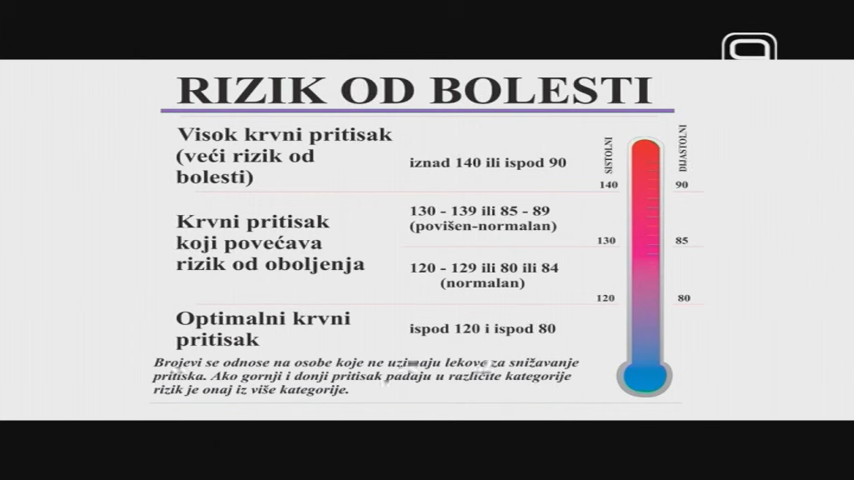 RIZIK OD BOLESTI
Visok krvni pritisak
(veći rizik od
bolesti)
iznad 140 ili ispod 90
Krvni pritisak
koji povećava
rizik od oboljenja
130 - 139 ili 85 - 89
(povišen-normalan)
120 - 129 ili 80 ili 84
(normalan)
Optimalni krvni
pritisak
ispod 120 i ispod 80
SISTOLNI
DIJASTOLNI
140
90
130
85
120
80
Brojevi se odnose na osobe koje ne uzimaju lekove za snižavanje
pritiska. Ako gornji i donji pritisak padaju u različite kategorije
rizik je onaj iz više kategorije.